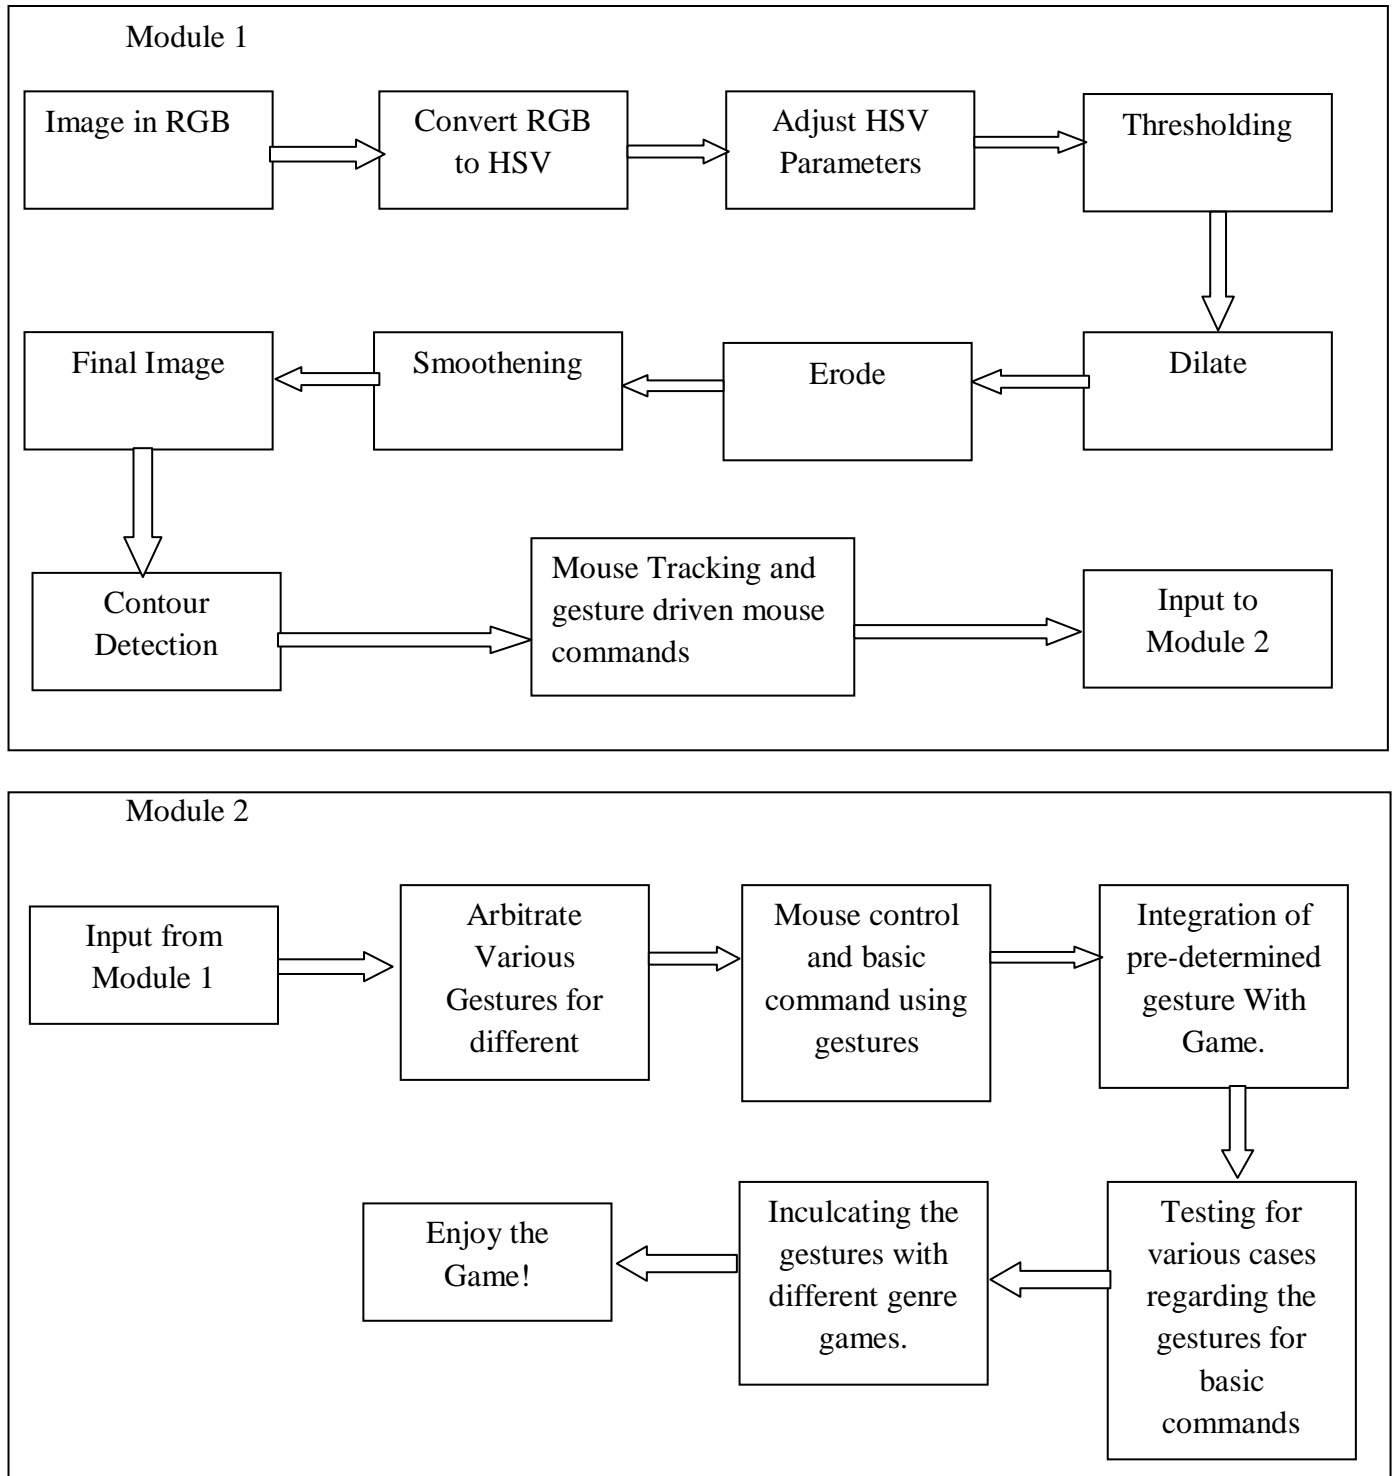 Module 1
Image in RGB
Convert RGB
to HSV
Adjust HSV
Parameters
Thresholding
Dilate
Erode
Smoothening
Final Image
Contour
Detection
Mouse Tracking and
gesture driven mouse
commands
Input to
Module 2
Module 2
Input from
Module 1
Arbitrate
Various
Gestures for
different
Mouse control
and basic
command using
gestures
Integration of
pre-determined
gesture With
Game.
Testing for
various cases
regarding the
gestures for
basic
commands
Inculcating the
gestures with
different genre
games.
Enjoy the
Game!